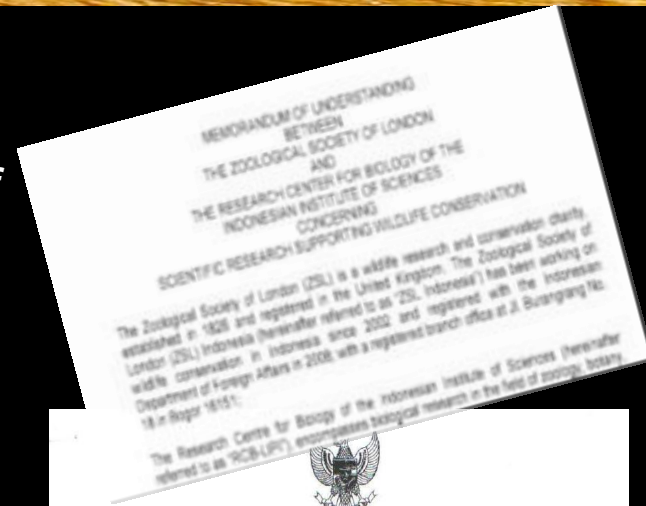 MEMORANDUM OF UNDERSTANDING
BETWEEN
THE ZOOLOGICAL SOCIETY OF LONDON
AND
THE RESEARCH CENTER FOR BIOLOGY OF THE
INDONESIAN INSTITUTE OF SCIENCES
CONCERNING
SCIENTIFIC RESEARCH SUPPORTING WILDLIFE CONSERVATION
The Zoological Society of London (ZSL) is a wildlife research and conservation charity,
established in 1826 and registered in the United Kingdom. The Zoological Society of
London (ZSL) Indonesia (hereinafter referred to as "ZSL Indonesia") has been working on
wildlife conservation in Indonesia since 2002 and registered with the Indonesian
Department of Foreign Affairs in 2008, with a registered branch office at Jl. Burangrang No.
18 in Bogor 16151;
The Research Centre for Biology of the Indonesian Institute of Sciences (hereinafter
referred to as "RCB-LIPI"), encompasses biological research in the field of zoology, botany